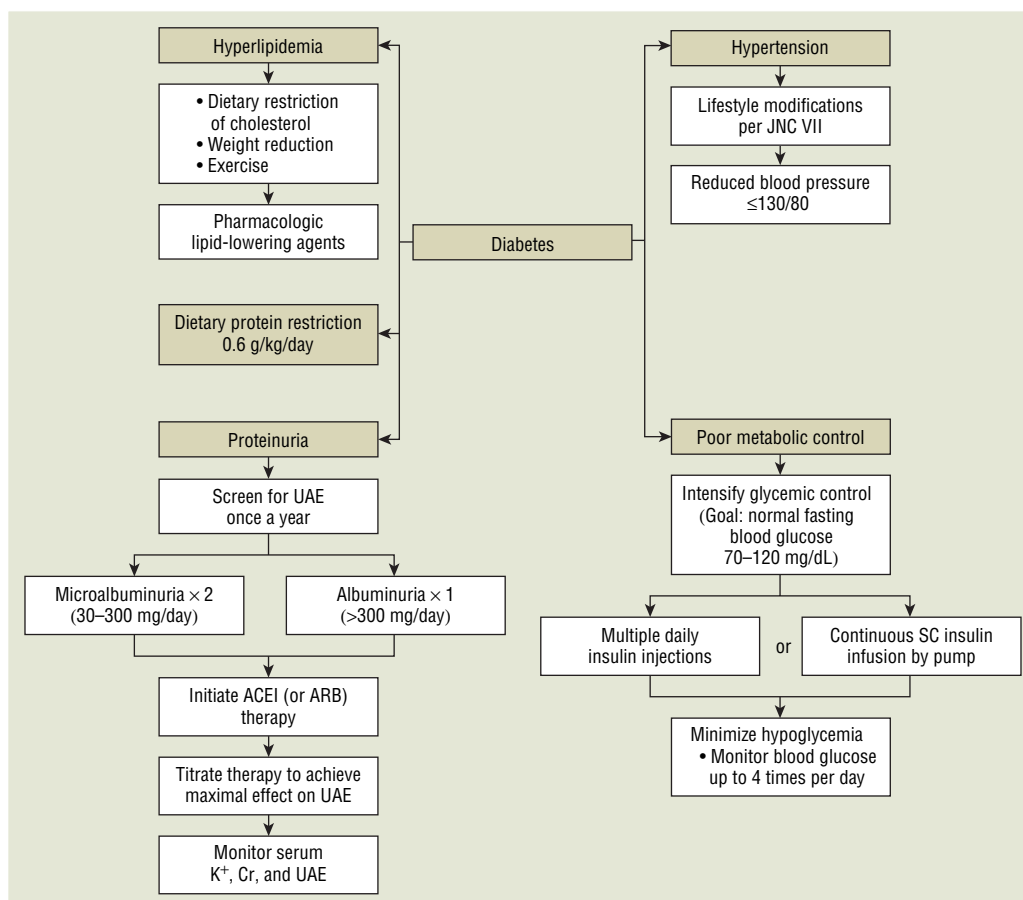 Hyperlipidemia
• Dietary restriction
of cholesterol
• Weight reduction
• Exercise
Pharmacologic
lipid-lowering agents
Hypertension
Lifestyle modifications
per JNC VII
Reduced blood pressure
≤130/80
Diabetes
Dietary protein restriction
0.6 g/kg/day
Proteinuria
Screen for UAE
once a year
Microalbuminuria × 2
(30–300 mg/day)
Albuminuria × 1
(>300 mg/day)
Initiate ACEI (or ARB)
therapy
Titrate therapy to achieve
maximal effect on UAE
Monitor serum
K⁺, Cr, and UAE
Poor metabolic control
Intensify glycemic control
(Goal: normal fasting
blood glucose
70–120 mg/dL)
Multiple daily
insulin injections
or
Continuous SC insulin
infusion by pump
Minimize hypoglycemia
• Monitor blood glucose
up to 4 times per day